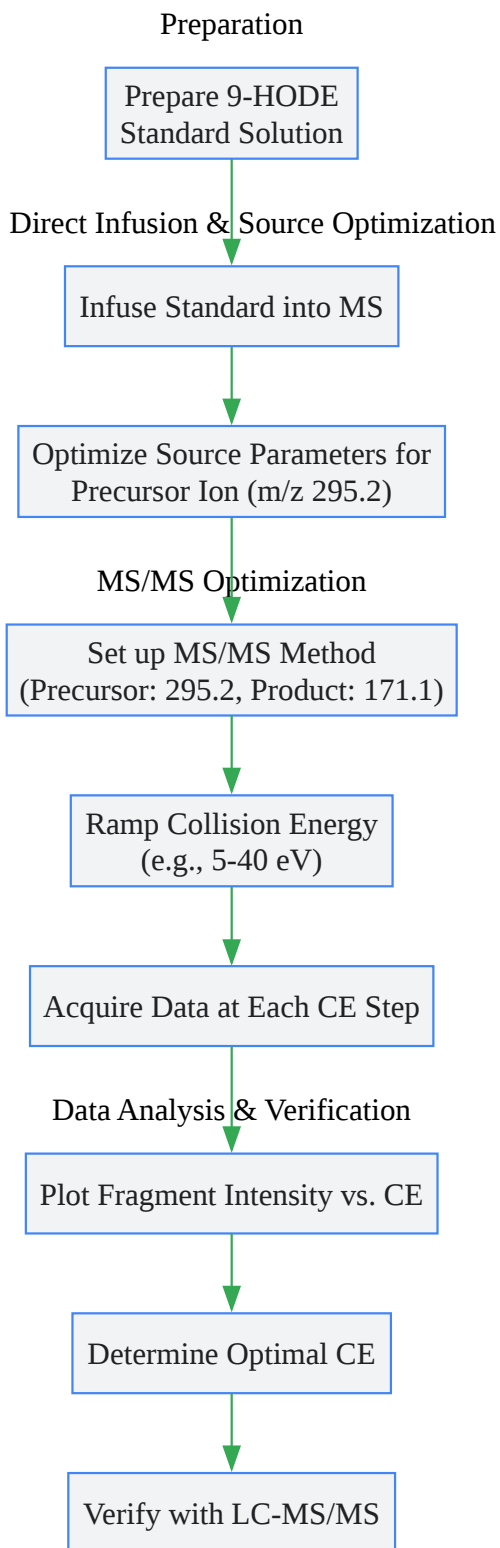 Preparation
Prepare 9-HODE
Standard Solution
Direct Infusion & Source Optimization
Infuse Standard into MS
Optimize Source Parameters for
Precursor Ion (m/z 295.2)
MS/MS Optimization
Set up MS/MS Method
(Precursor: 295.2, Product: 171.1)
Ramp Collision Energy
(e.g., 5-40 eV)
Acquire Data at Each CE Step
Data Analysis & Verification
Plot Fragment Intensity vs. CE
Determine Optimal CE
Verify with LC-MS/MS